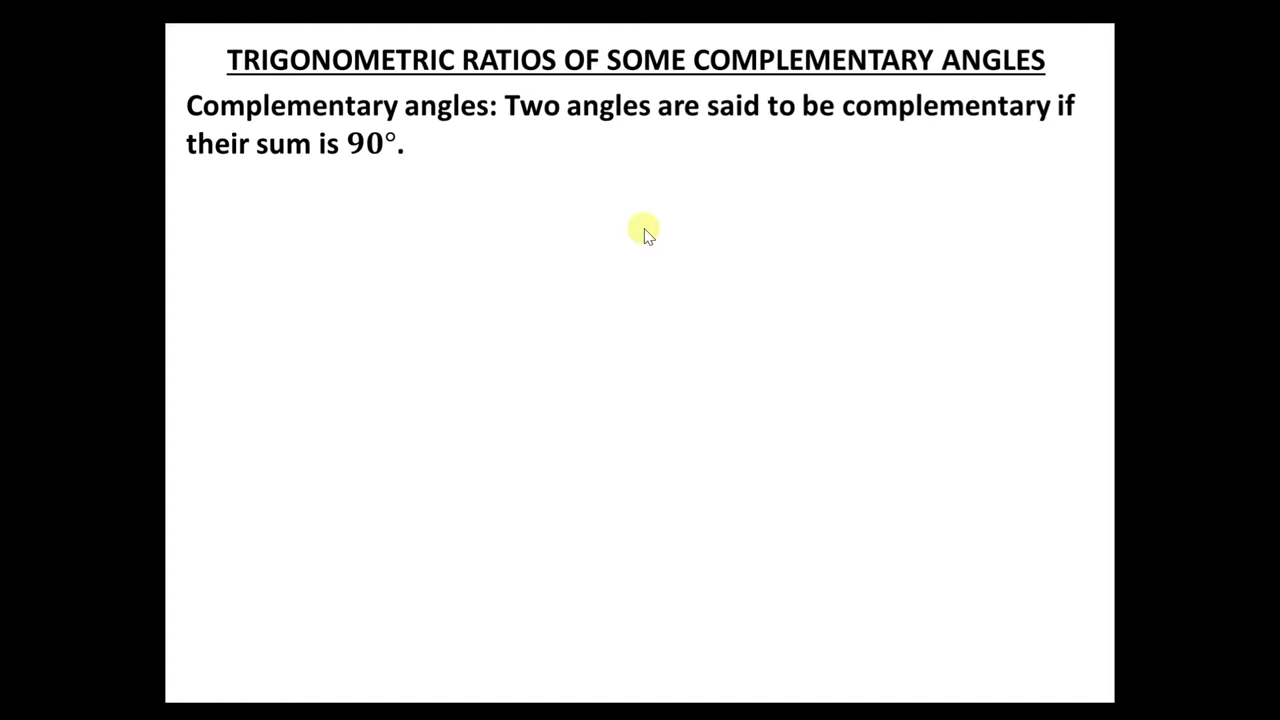 TRIGONOMETRIC RATIOS OF SOME COMPLEMENTARY ANGLES
Complementary angles: Two angles are said to be complementary if
their sum is 90°.